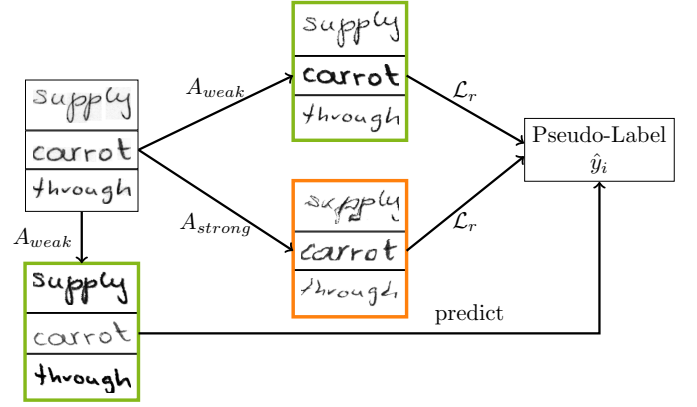 supply
carrot
through
A_weak
supply
carrot
through
L_r
Pseudo-Label
ŷ_i
supply
carrot
through
A_strong
supply
carrot
through
L_r
A_weak
predict